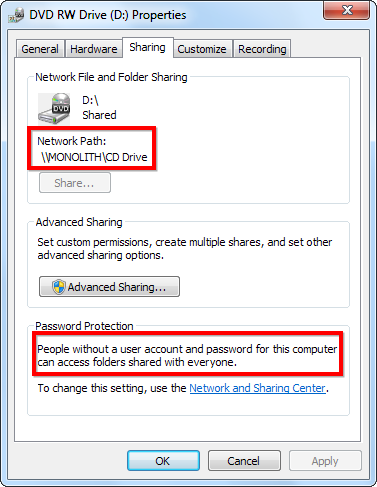 DVD RW Drive (D:) Properties
General Hardware Sharing Customize Recording
Network File and Folder Sharing
DVD
D:\
Shared
Network Path:
\\MONOLITH\CD Drive
Share...
Advanced Sharing
Set custom permissions, create multiple shares, and set other
advanced sharing options.
Advanced Sharing...
Password Protection
People without a user account and password for this computer
can access folders shared with everyone.
To change this setting, use the Network and Sharing Center.
OK Cancel Apply